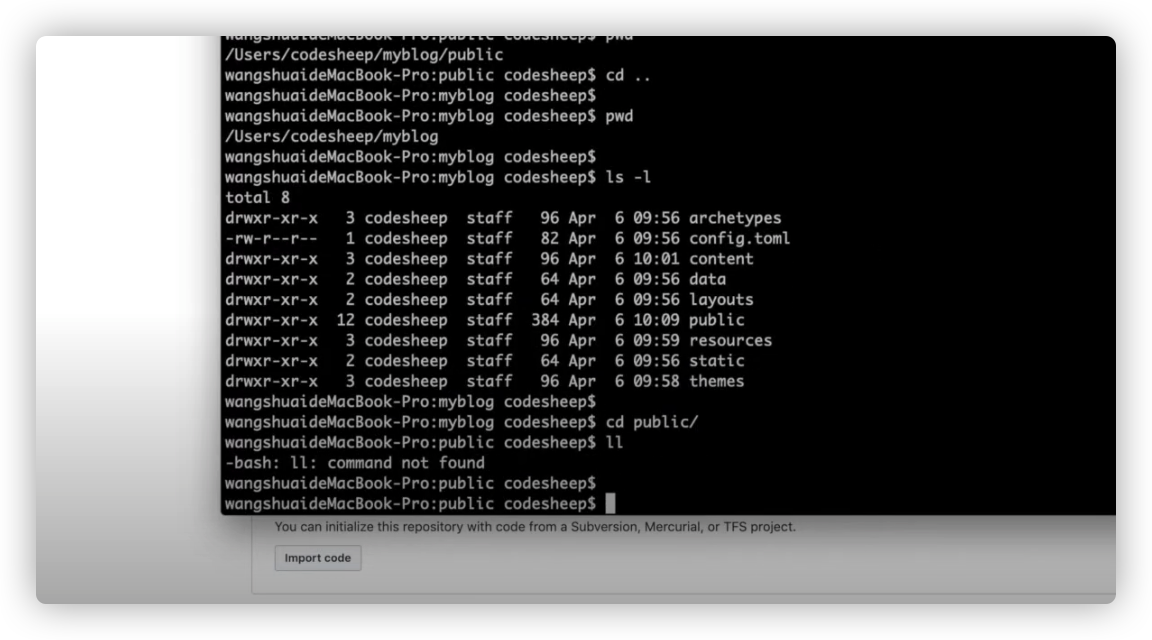 wangshuaideMacBook-Pro:public codesheep$ pwd
/Users/codesheep/myblog/public
wangshuaideMacBook-Pro:public codesheep$ cd ..
wangshuaideMacBook-Pro:myblog codesheep$
wangshuaideMacBook-Pro:myblog codesheep$ pwd
/Users/codesheep/myblog
wangshuaideMacBook-Pro:myblog codesheep$
wangshuaideMacBook-Pro:myblog codesheep$ ls -l
total 8
drwxr-xr-x   3 codesheep  staff   96 Apr  6 09:56 archetypes
-rw-r--r--   1 codesheep  staff   82 Apr  6 09:56 config.toml
drwxr-xr-x   3 codesheep  staff   96 Apr  6 10:01 content
drwxr-xr-x   2 codesheep  staff   64 Apr  6 09:56 data
drwxr-xr-x   2 codesheep  staff   64 Apr  6 09:56 layouts
drwxr-xr-x  12 codesheep  staff  384 Apr  6 10:09 public
drwxr-xr-x   3 codesheep  staff   96 Apr  6 09:59 resources
drwxr-xr-x   2 codesheep  staff   64 Apr  6 09:56 static
drwxr-xr-x   3 codesheep  staff   96 Apr  6 09:58 themes
wangshuaideMacBook-Pro:myblog codesheep$
wangshuaideMacBook-Pro:myblog codesheep$ cd public/
wangshuaideMacBook-Pro:public codesheep$ ll
-bash: ll: command not found
wangshuaideMacBook-Pro:public codesheep$
wangshuaideMacBook-Pro:public codesheep$
You can initialize this repository with code from a Subversion, Mercurial, or TFS project.
Import code